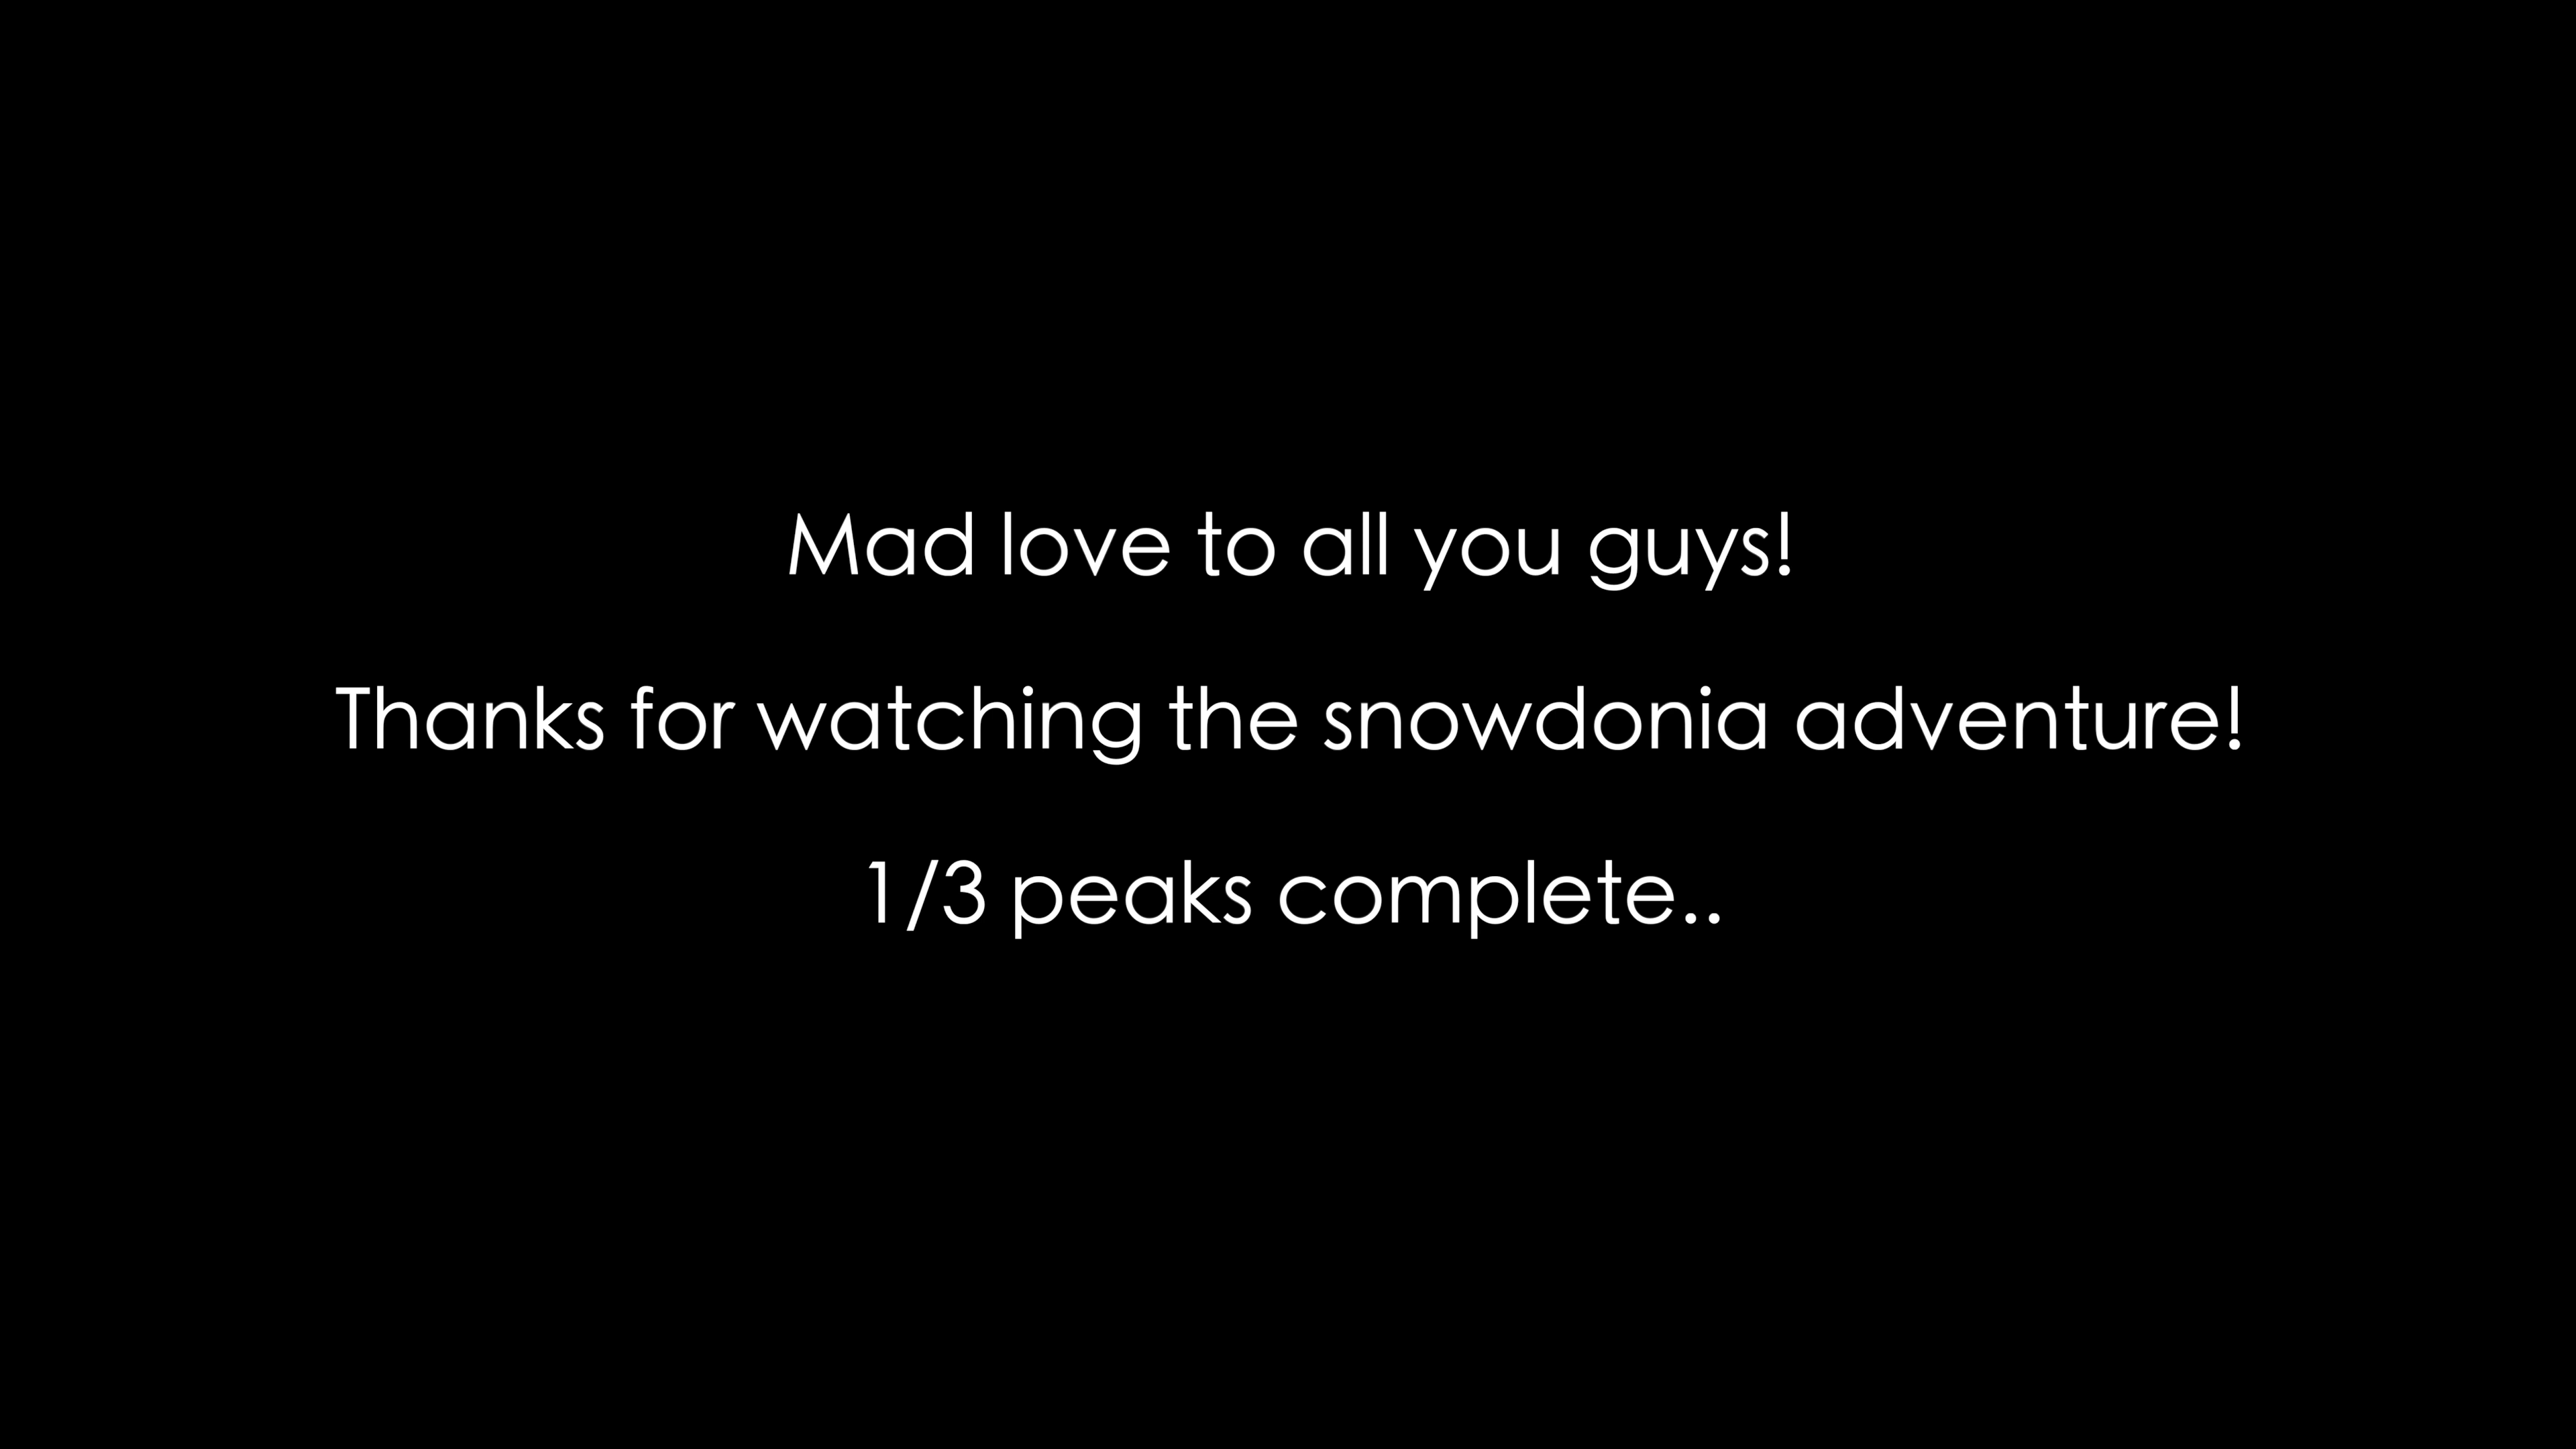 Mad love to all you guys!
Thanks for watching the snowdonia adventure!
1/3 peaks complete..